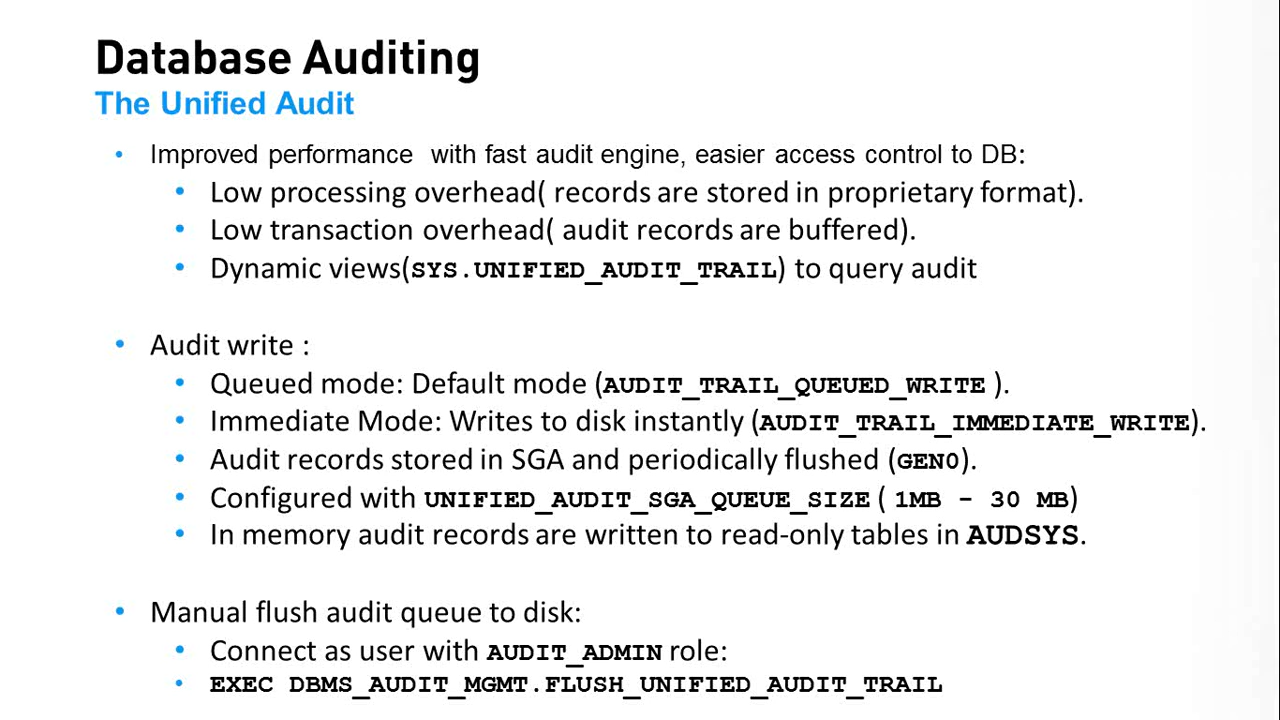 Database Auditing
The Unified Audit
• Improved performance with fast audit engine, easier access control to DB:
• Low processing overhead( records are stored in proprietary format).
• Low transaction overhead( audit records are buffered).
• Dynamic views(SYS.UNIFIED_AUDIT_TRAIL) to query audit
• Audit write :
• Queued mode: Default mode (AUDIT_TRAIL_QUEUED_WRITE ).
• Immediate Mode: Writes to disk instantly (AUDIT_TRAIL_IMMEDIATE_WRITE).
• Audit records stored in SGA and periodically flushed (GEN0).
• Configured with UNIFIED_AUDIT_SGA_QUEUE_SIZE ( 1MB - 30 MB)
• In memory audit records are written to read-only tables in AUDSYS.
• Manual flush audit queue to disk:
• Connect as user with AUDIT_ADMIN role:
• EXEC DBMS_AUDIT_MGMT.FLUSH_UNIFIED_AUDIT_TRAIL